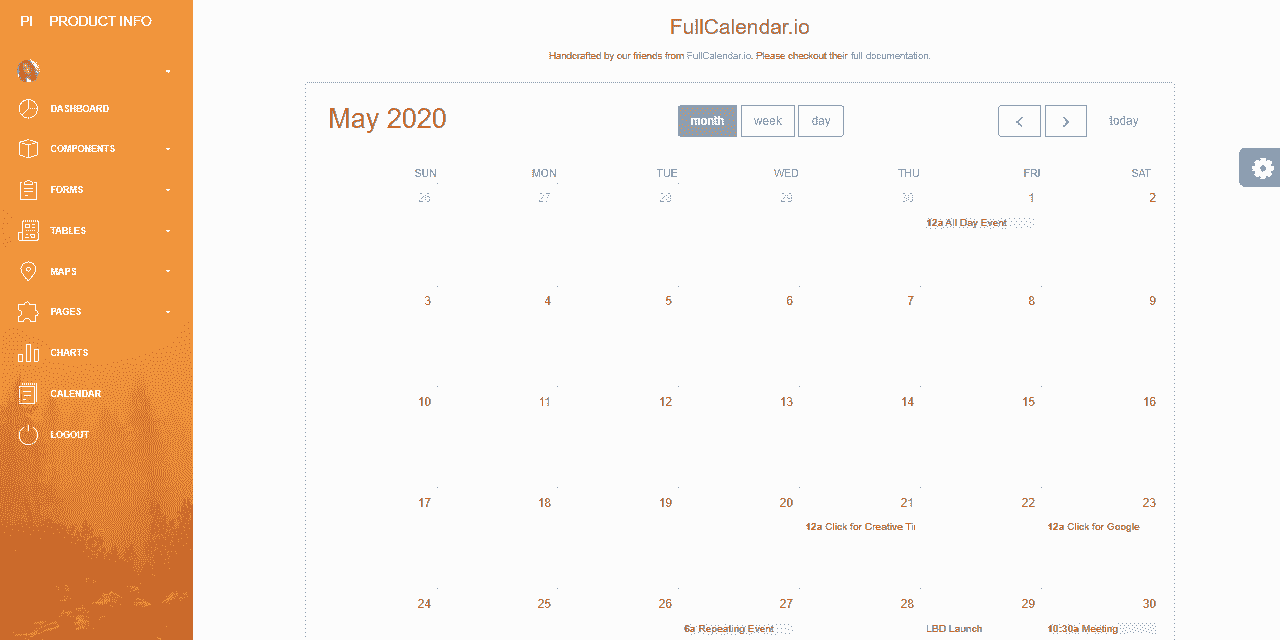 PI PRODUCT INFO
DASHBOARD
COMPONENTS
FORMS
TABLES
MAPS
PAGES
CHARTS
CALENDAR
LOGOUT
FullCalendar.io
Handcrafted by our friends from FullCalendar.io. Please checkout their full documentation.
May 2020
month week day
today
SUN MON TUE WED THU FRI SAT
26 27 28 29 30 1 2
12a All Day Event
3 4 5 6 7 8 9
10 11 12 13 14 15 16
17 18 19 20 21 22 23
12a Click for Creative Ti 12a Click for Google
24 25 26 27 28 29 30
6a Repeating Event LBD Launch 10:30a Meeting